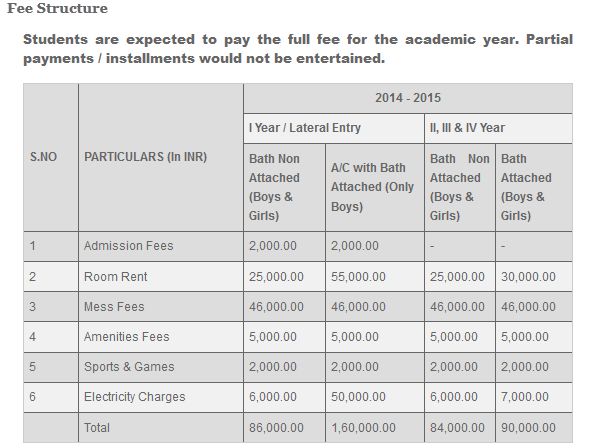 Fee Structure
Students are expected to pay the full fee for the academic year. Partial
payments / installments would not be entertained.
S.NO PARTICULARS (In INR) 2014 - 2015
I Year / Lateral Entry II, III & IV Year
Bath Non Attached (Boys & Girls) A/C with Bath Attached (Only Boys) Bath Non Attached (Boys & Girls) Bath Attached (Boys & Girls)
1 Admission Fees 2,000.00 2,000.00 - -
2 Room Rent 25,000.00 55,000.00 25,000.00 30,000.00
3 Mess Fees 46,000.00 46,000.00 46,000.00 46,000.00
4 Amenities Fees 5,000.00 5,000.00 5,000.00 5,000.00
5 Sports & Games 2,000.00 2,000.00 2,000.00 2,000.00
6 Electricity Charges 6,000.00 50,000.00 6,000.00 7,000.00
Total 86,000.00 1,60,000.00 84,000.00 90,000.00